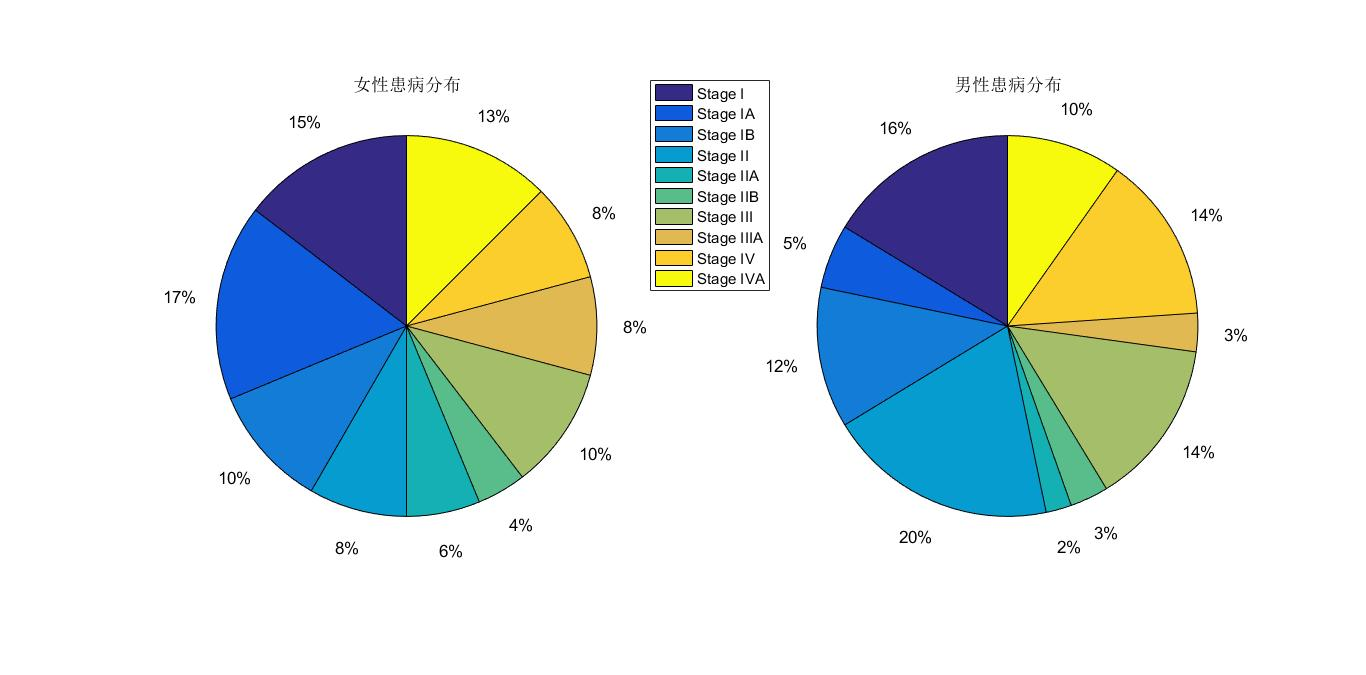 女性患病分布
15%
13%
17%
8%
8%
10%
10%
4%
8%
6%
Stage I
Stage IA
Stage IB
Stage II
Stage IIA
Stage IIB
Stage III
Stage IIIA
Stage IV
Stage IVA
男性患病分布
10%
16%
14%
5%
3%
12%
14%
20%
3%
2%